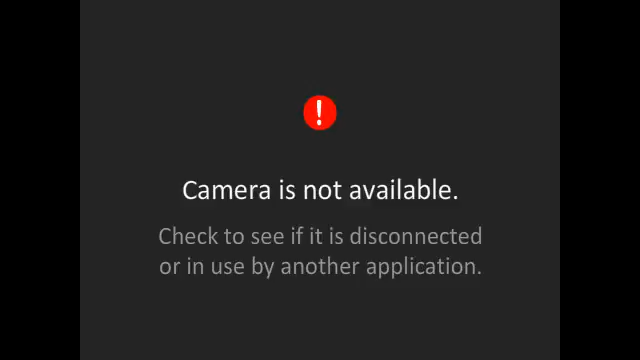 Camera is not available.
Check to see if it is disconnected
or in use by another application.